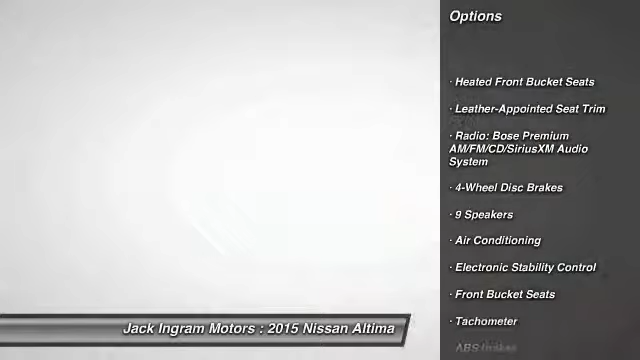 Options
· Heated Front Bucket Seats
· Leather-Appointed Seat Trim
· Radio: Bose Premium
AM/FM/CD/SiriusXM Audio
System
· 4-Wheel Disc Brakes
· 9 Speakers
· Air Conditioning
· Electronic Stability Control
· Front Bucket Seats
· Tachometer
ABS brakes
Jack Ingram Motors : 2015 Nissan Altima